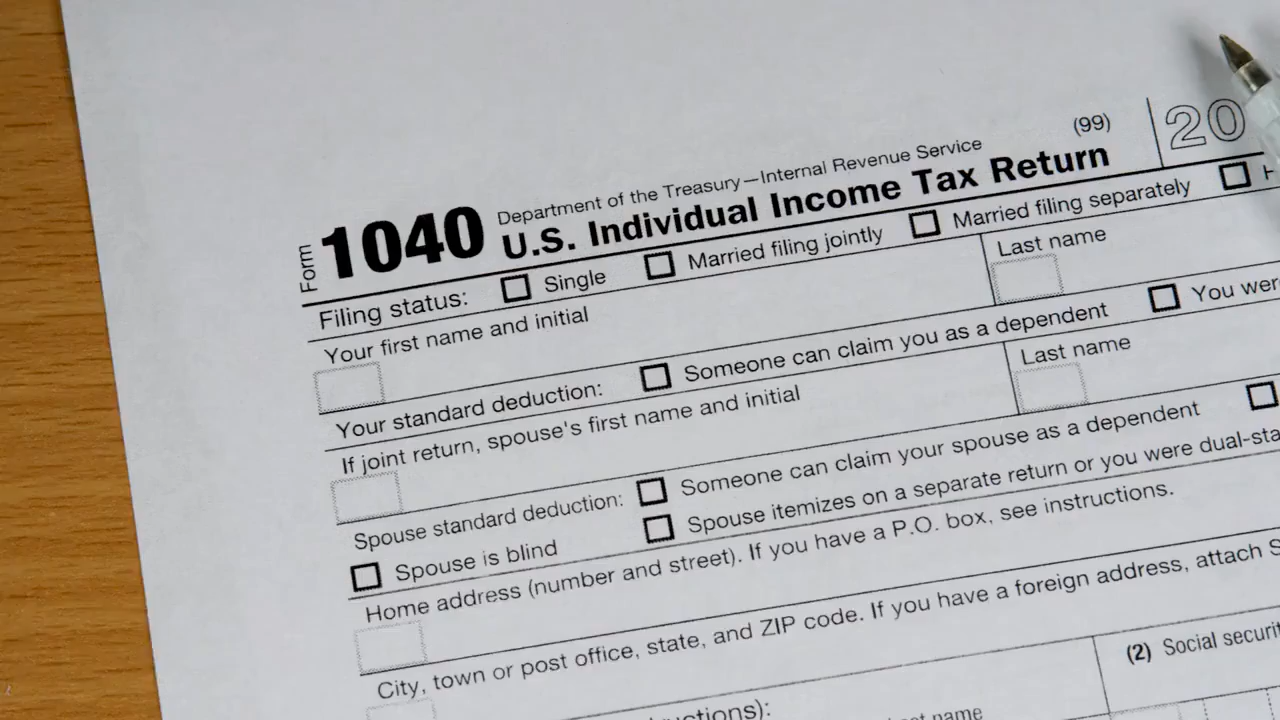 Form 1040 Department of the Treasury—Internal Revenue Service (99)
U.S. Individual Income Tax Return 20
Filing status: Single Married filing jointly Married filing separately H
Your first name and initial Last name
Your standard deduction: Someone can claim you as a dependent You were
If joint return, spouse's first name and initial Last name
Spouse standard deduction: Someone can claim your spouse as a dependent
Spouse is blind Spouse itemizes on a separate return or you were dual-sta
Home address (number and street). If you have a P.O. box, see instructions.
City, town or post office, state, and ZIP code. If you have a foreign address, attach S
(2) Social securit
uctions):
name